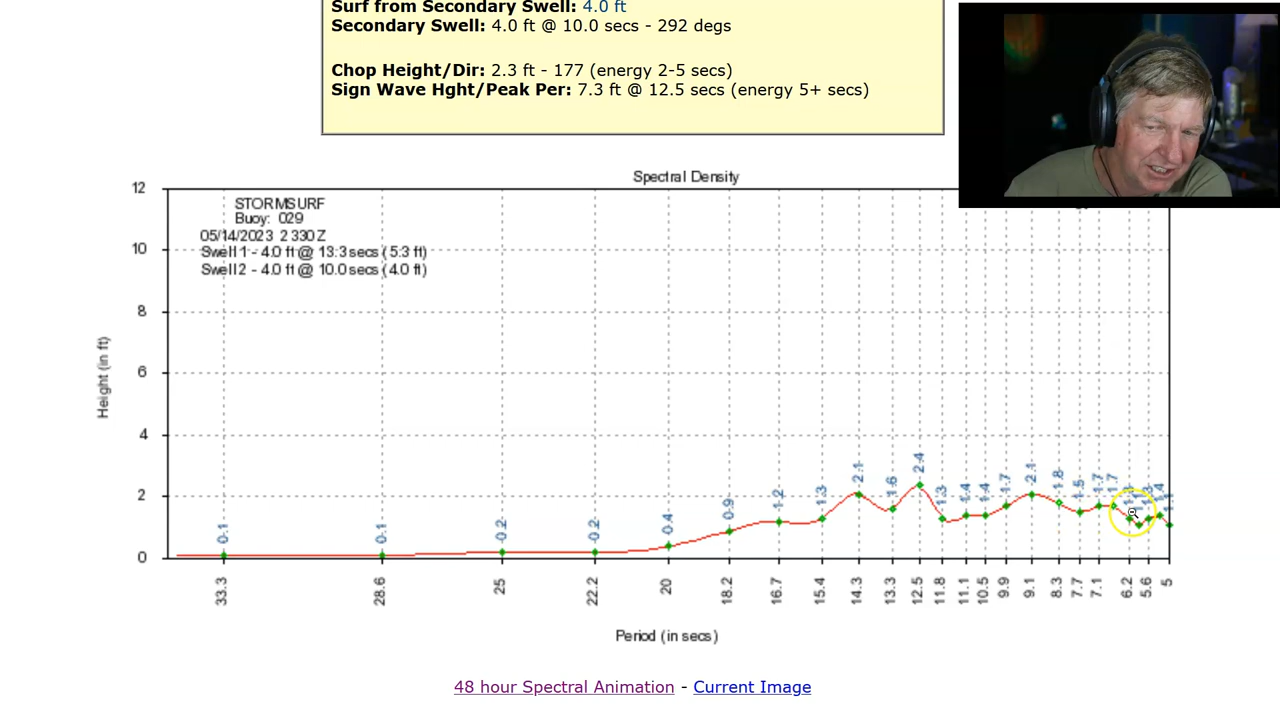 Surf from Secondary Swell: 4.0 ft
Secondary Swell: 4.0 ft @ 10.0 secs - 292 degs
Chop Height/Dir: 2.3 ft - 177 (energy 2-5 secs)
Sign Wave Hght/Peak Per: 7.3 ft @ 12.5 secs (energy 5+ secs)
Spectral Density
STORMSURF
Buoy: 029
05/14/2023 2330Z
Swell 1 - 4.0 ft @ 13.3 secs (5.3 ft)
Swell 2 - 4.0 ft @ 10.0 secs (4.0 ft)
12
10
8
6
4
2
0
Height (in ft)
0.1 0.1 0.2 0.2 0.4 0.9 1.2 1.3 2.1 1.6 2.4 1.3 1.4 1.4 1.7 2.1 1.8 1.5 1.7 1.7
33.3 28.6 25 22.2 20 18.2 16.7 15.4 14.3 13.3 12.5 11.8 11.1 10.5 9.9 9.1 8.3 7.7 7.1 6.2 5.6 5
Period (in secs)
48 hour Spectral Animation - Current Image